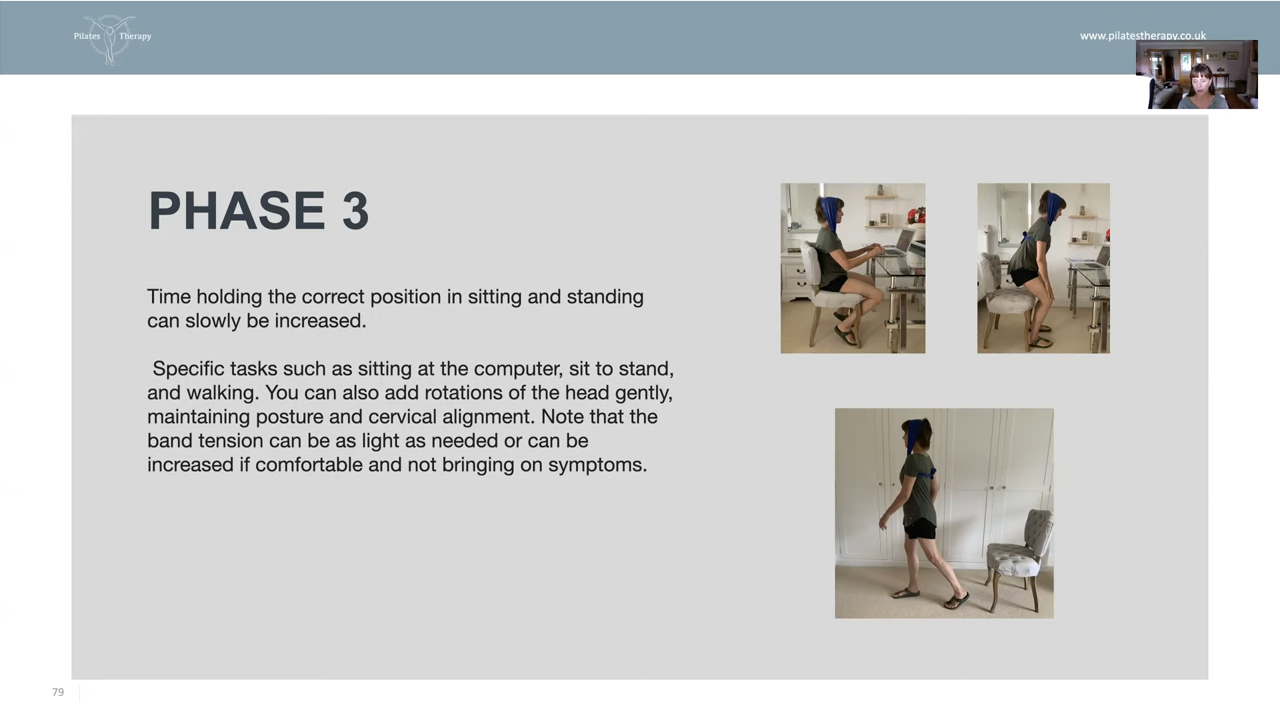 Pilates Therapy
www.pilatestherapy.co.uk
PHASE 3
Time holding the correct position in sitting and standing
can slowly be increased.
Specific tasks such as sitting at the computer, sit to stand,
and walking. You can also add rotations of the head gently,
maintaining posture and cervical alignment. Note that the
band tension can be as light as needed or can be
increased if comfortable and not bringing on symptoms.
79